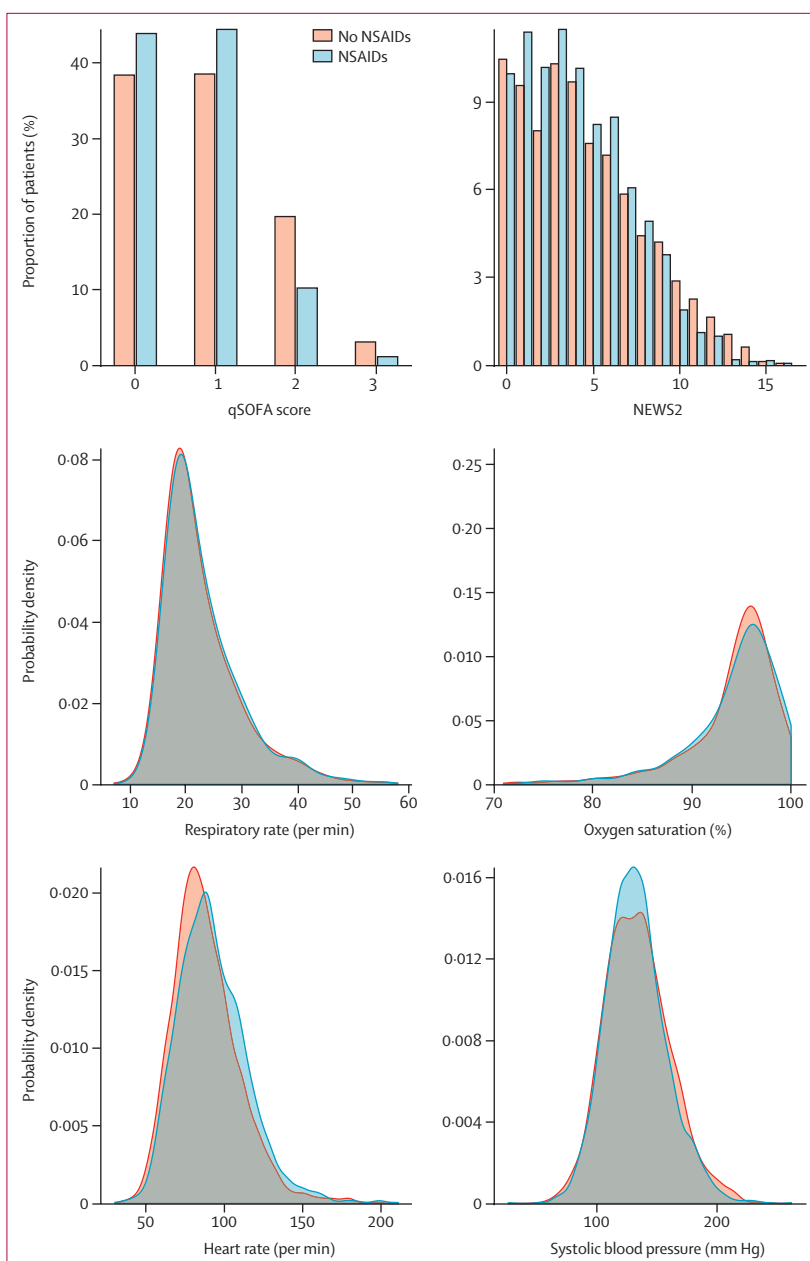 No NSAIDs
NSAIDs
Proportion of patients (%)
40
30
20
10
0
0 1 2 3
qSOFA score
9
6
3
0
0 5 10 15
NEWS2
Probability density
0·08
0·06
0·04
0·02
0
10 20 30 40 50 60
Respiratory rate (per min)
0·25
0·20
0·15
0·010
0·05
0
70 80 90 100
Oxygen saturation (%)
Probability density
0·020
0·015
0·010
0·005
0
50 100 150 200
Heart rate (per min)
0·016
0·012
0·008
0·004
0
100 200
Systolic blood pressure (mm Hg)